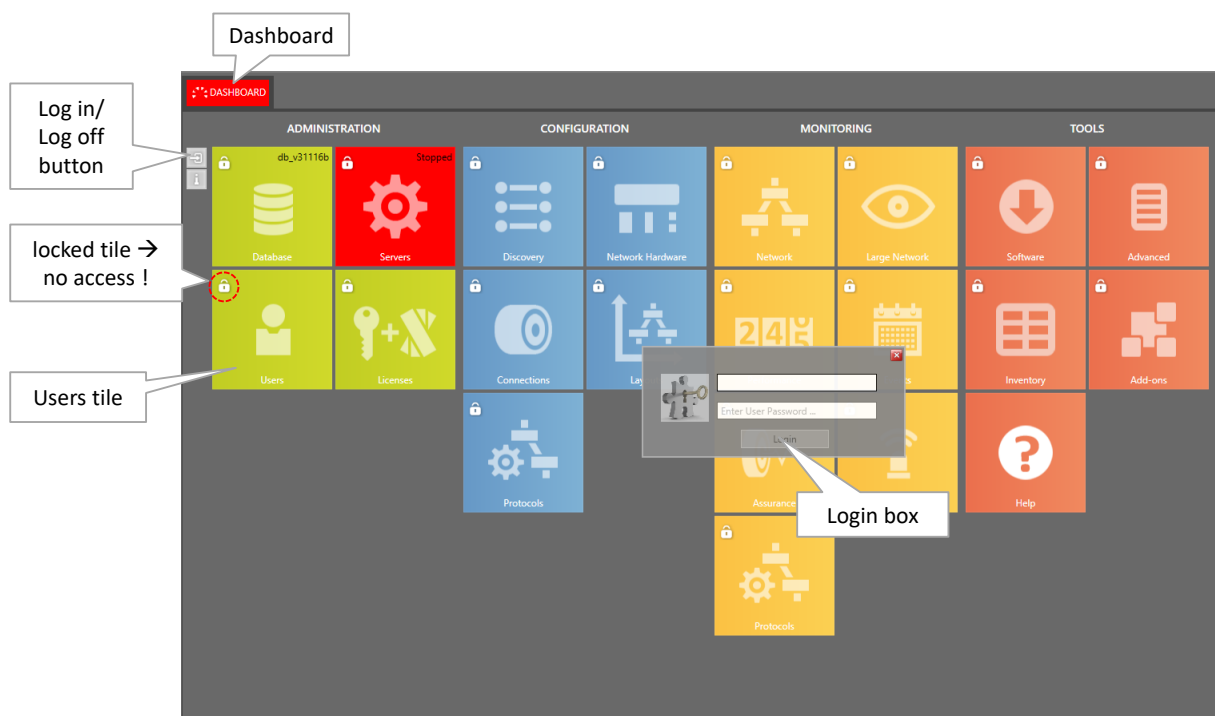 Dashboard
Log in/
Log off
button
DASHBOARD
ADMINISTRATION
CONFIGURATION
MONITORING
TOOLS
db_v31116b
Stopped
Database
Servers
Discovery
Network Hardware
Network
Large Network
Software
Advanced
locked tile →
no access !
Users
Licenses
Connections
Inventory
Add-ons
Users tile
Enter User Password ...
Login
Protocols
Assurance
Help
Login box
Protocols